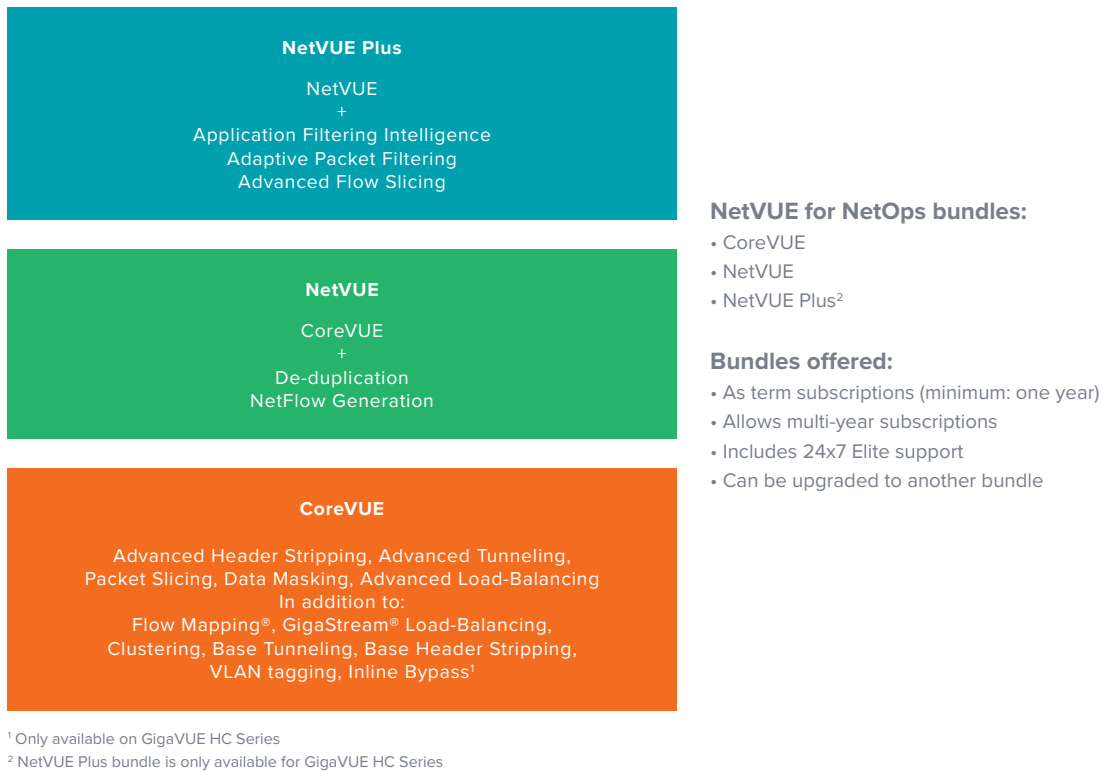 NetVUE Plus
NetVUE
+
Application Filtering Intelligence
Adaptive Packet Filtering
Advanced Flow Slicing
NetVUE
CoreVUE
+
De-duplication
NetFlow Generation
CoreVUE
Advanced Header Stripping, Advanced Tunneling,
Packet Slicing, Data Masking, Advanced Load-Balancing
In addition to:
Flow Mapping®, GigaStream® Load-Balancing,
Clustering, Base Tunneling, Base Header Stripping,
VLAN tagging, Inline Bypass¹
NetVUE for NetOps bundles:
• CoreVUE
• NetVUE
• NetVUE Plus²
Bundles offered:
• As term subscriptions (minimum: one year)
• Allows multi-year subscriptions
• Includes 24x7 Elite support
• Can be upgraded to another bundle
¹ Only available on GigaVUE HC Series
² NetVUE Plus bundle is only available for GigaVUE HC Series